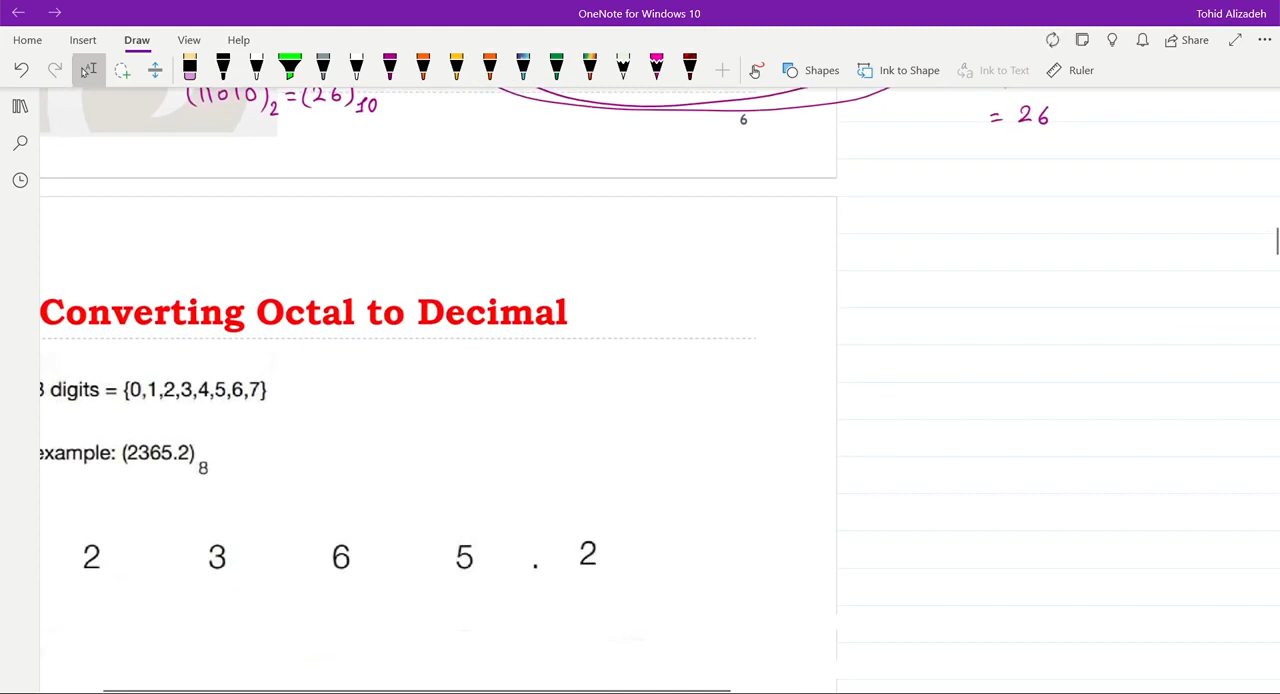 OneNote for Windows 10
Tohid Alizadeh
Home Insert Draw View Help
Share
Shapes Ink to Shape Ink to Text Ruler
(11010)2 = (26)10
6
= 26
Converting Octal to Decimal
digits = {0,1,2,3,4,5,6,7}
example: (2365.2)8
2 3 6 5 . 2